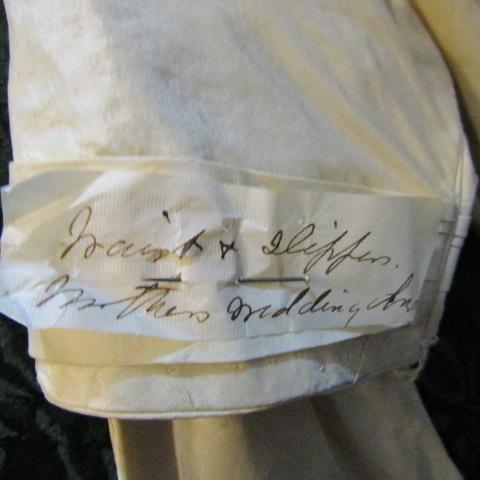 Waist & Slippers.
Mothers wedding